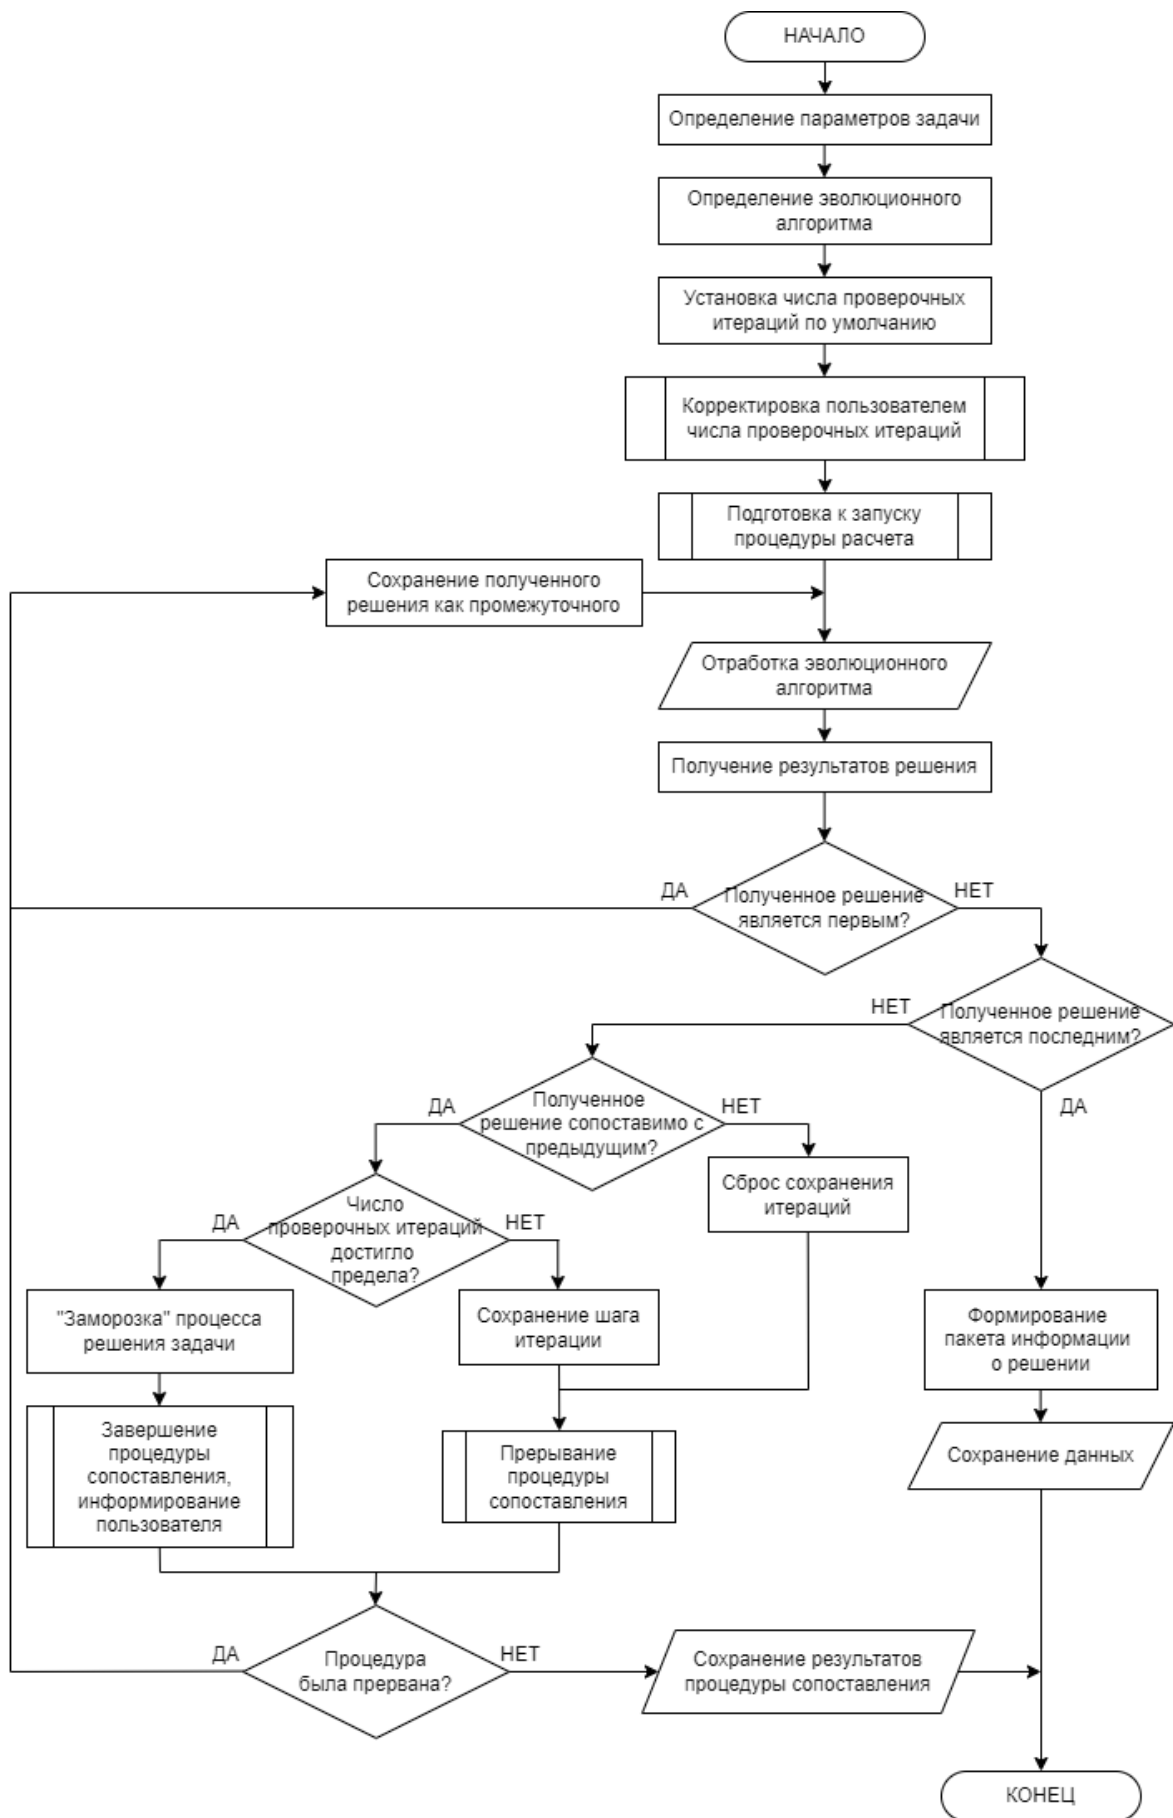 НАЧАЛО
Определение параметров задачи
Определение эволюционного
алгоритма
Установка числа проверочных
итераций по умолчанию
Корректировка пользователем
числа проверочных итераций
Подготовка к запуску
процедуры расчета
Сохранение полученного
решения как промежуточного
Отработка эволюционного
алгоритма
Получение результатов решения
ДА
Полученное решение
является первым?
НЕТ
НЕТ
Полученное решение
является последним?
ДА
ДА
Полученное
решение сопоставимо с
предыдущим?
НЕТ
Сброс сохранения
итераций
ДА
Число
проверочных итераций
достигло
предела?
НЕТ
"Заморозка" процесса
решения задачи
Сохранение шага
итерации
Формирование
пакета информации
о решении
Завершение
процедуры
сопоставления,
информирование
пользователя
Прерывание
процедуры
сопоставления
Сохранение данных
ДА
Процедура
была прервана?
НЕТ
Сохранение результатов
процедуры сопоставления
КОНЕЦ